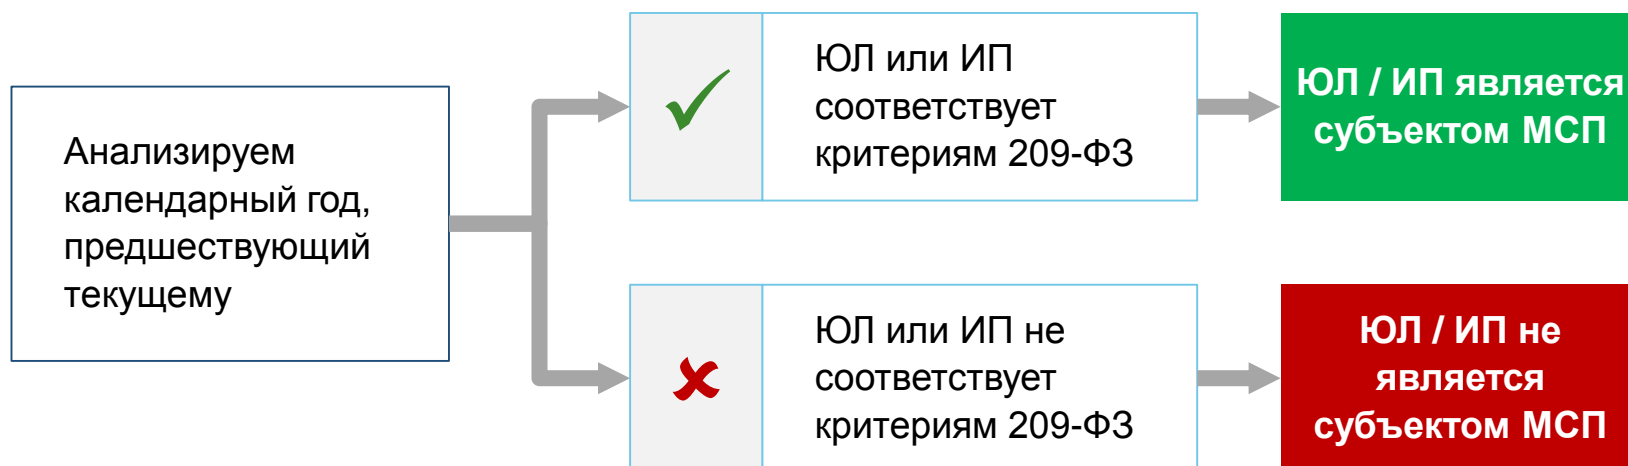 Анализируем
календарный год,
предшествующий
текущему
ЮЛ или ИП
соответствует
критериям 209-ФЗ
ЮЛ / ИП является
субъектом МСП
ЮЛ или ИП не
соответствует
критериям 209-ФЗ
ЮЛ / ИП не
является
субъектом МСП